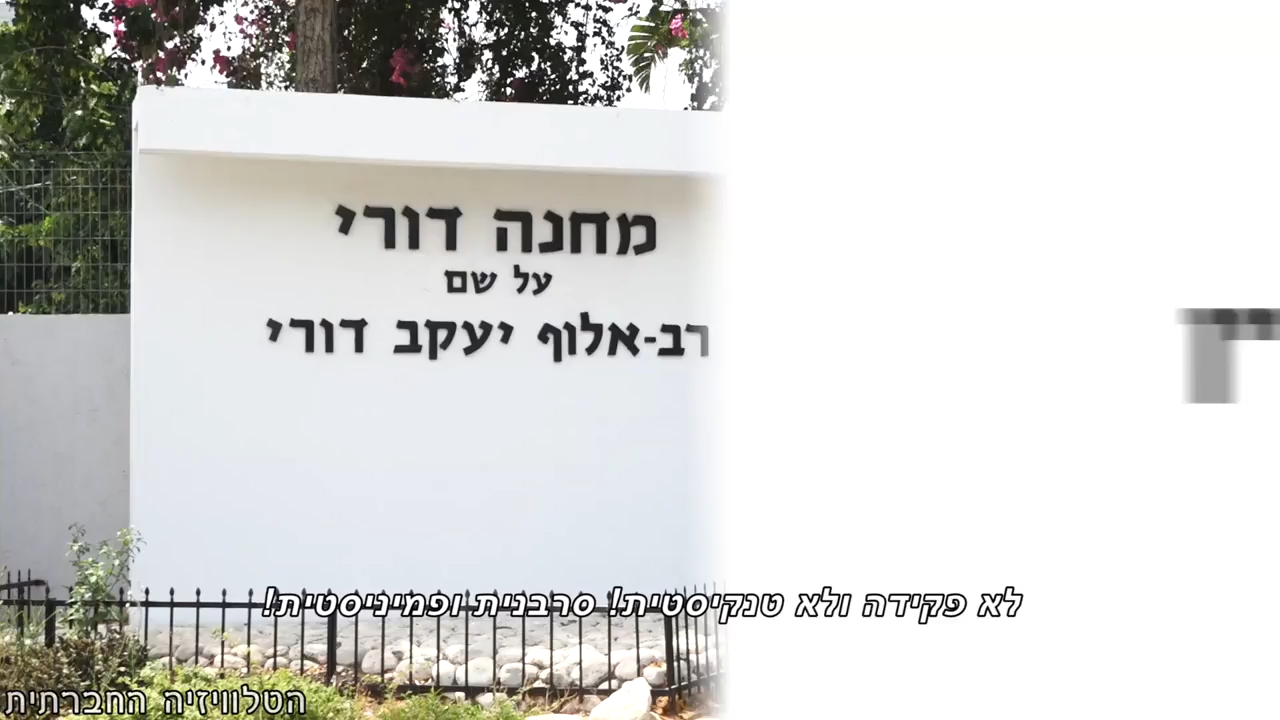 מחנה דורי
על שם
רב-אלוף יעקב דורי
לא פקידה ולא טנקיסטית! סרבנית ופמיניסטית!
הטלוויזיה החברתית